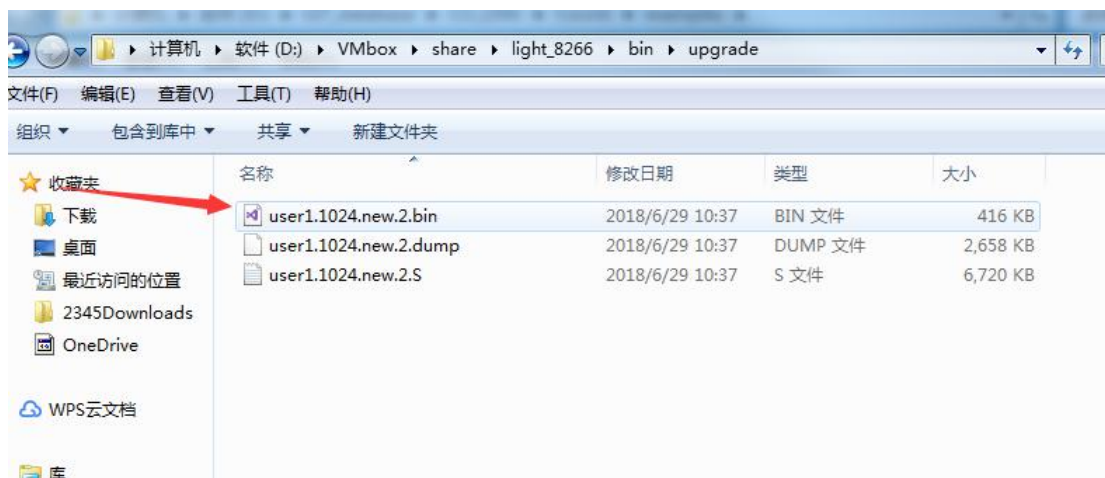 计算机 软件 (D:) VMbox share light_8266 bin upgrade
文件(F) 编辑(E) 查看(V) 工具(T) 帮助(H)
组织 包含到库中 共享 新建文件夹
名称 修改日期 类型 大小
收藏夹
下载
桌面
最近访问的位置
2345Downloads
OneDrive
WPS云文档
库
user1.1024.new.2.bin 2018/6/29 10:37 BIN 文件 416 KB
user1.1024.new.2.dump 2018/6/29 10:37 DUMP 文件 2,658 KB
user1.1024.new.2.S 2018/6/29 10:37 S 文件 6,720 KB